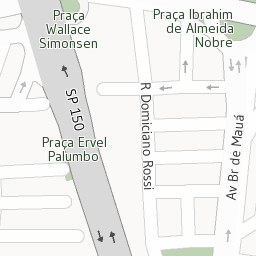 Praça
Wallace
Simonsen
Praça Ibrahim
de Almeida
Nobre
SP 150
R Domiciano Rossi
Praça Ervel
Palumbo
Av Br de Mauá